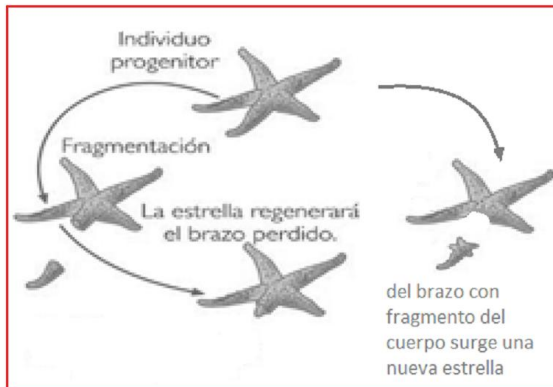 Individuo
progenitor
Fragmentación
La estrella regenerará
el brazo perdido.
del brazo con
fragmento del
cuerpo surge una
nueva estrella